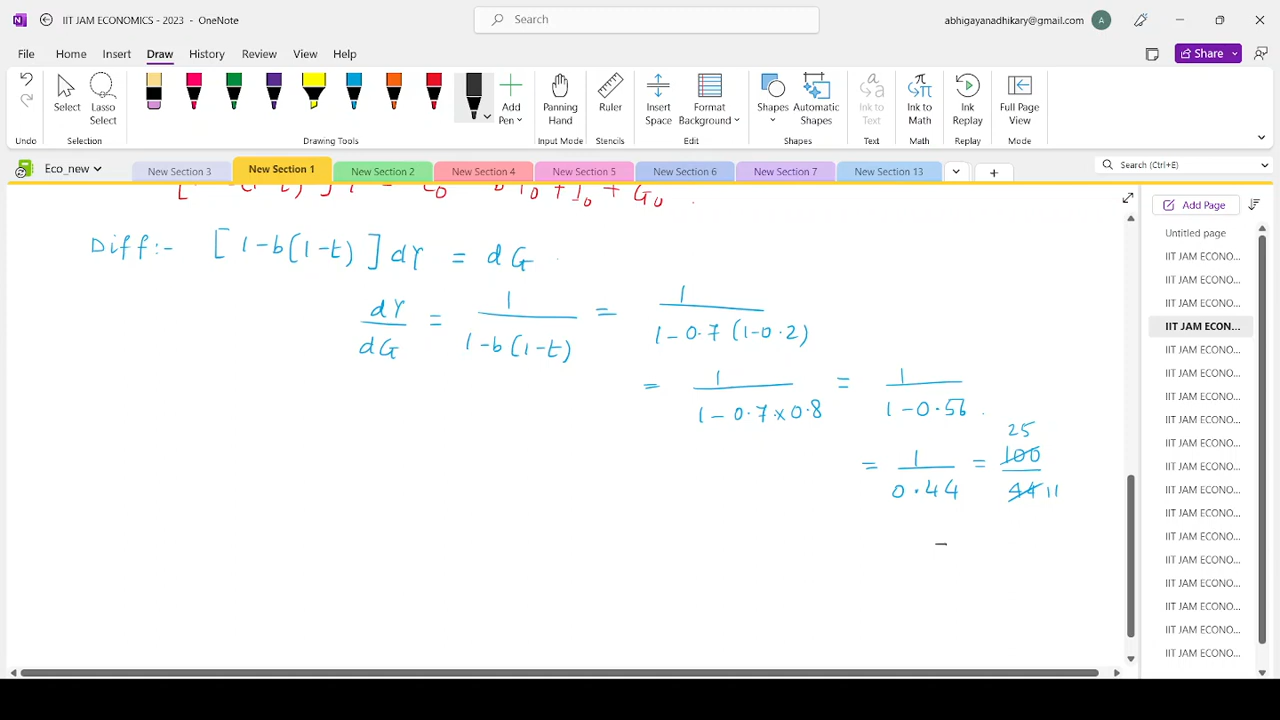 IIT JAM ECONOMICS - 2023 - OneNote
Search
abhigayanadhikary@gmail.com
A
File Home Insert Draw History Review View Help
Share
Undo
Select
Lasso Select
Add Pen
Panning Hand
Ruler
Insert Space
Format Background
Shapes
Automatic Shapes
Ink to Text
Ink to Math
Ink Replay
Full Page View
Undo Selection Drawing Tools Input Mode Stencils Edit Shapes Text Math Replay Mode
Eco_new
New Section 3 New Section 1 New Section 2 New Section 4 New Section 5 New Section 6 New Section 7 New Section 13
Search (Ctrl+E)
Add Page
Untitled page
IIT JAM ECONO...
IIT JAM ECONO...
IIT JAM ECONO...
IIT JAM ECON...
IIT JAM ECONO...
IIT JAM ECONO...
IIT JAM ECONO...
IIT JAM ECONO...
IIT JAM ECONO...
IIT JAM ECONO...
IIT JAM ECONO...
IIT JAM ECONO...
IIT JAM ECONO...
IIT JAM ECONO...
IIT JAM ECONO...
IIT JAM ECONO...
IIT JAM ECONO...
IIT JAM ECONO...
+ I0 + G0 .
Diff:- [1-b(1-t)]dY = dG
dY/dG = 1/(1-b(1-t)) = 1/(1-0.7(1-0.2))
= 1/(1-0.7×0.8) = 1/(1-0.56) .
25
= 1/0.44 = 100/44 11
-